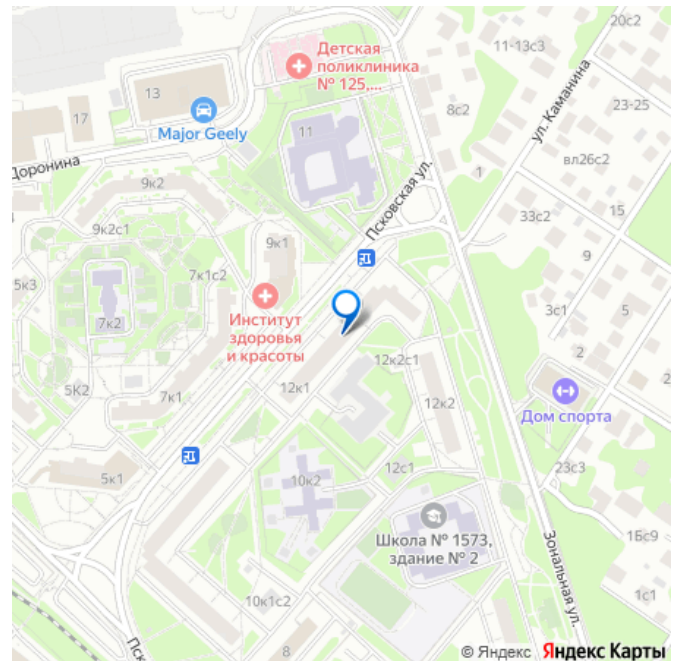 20с2
11-13с3
Детская
поликлиника
№ 125,...
ул. Каманина
13
23-25
17
Major Geely
8с2
11
Доронина
1
вл26с2
9к2
Псковская ул.
15
33с2
9к2с1
9к1
9
5к3
7к1с2
3с1
5
7к2
Институт
здоровья
и красоты
2
12к2с1
2
5К2
7к1
12к1
12к2
Дом спорта
5к1
23с3
10к2
12с1
Школа № 1573,
здание № 2
1Бс9
Зональная ул.
10к1с2
1с1
8
Пск
© Яндекс Яндекс Карты